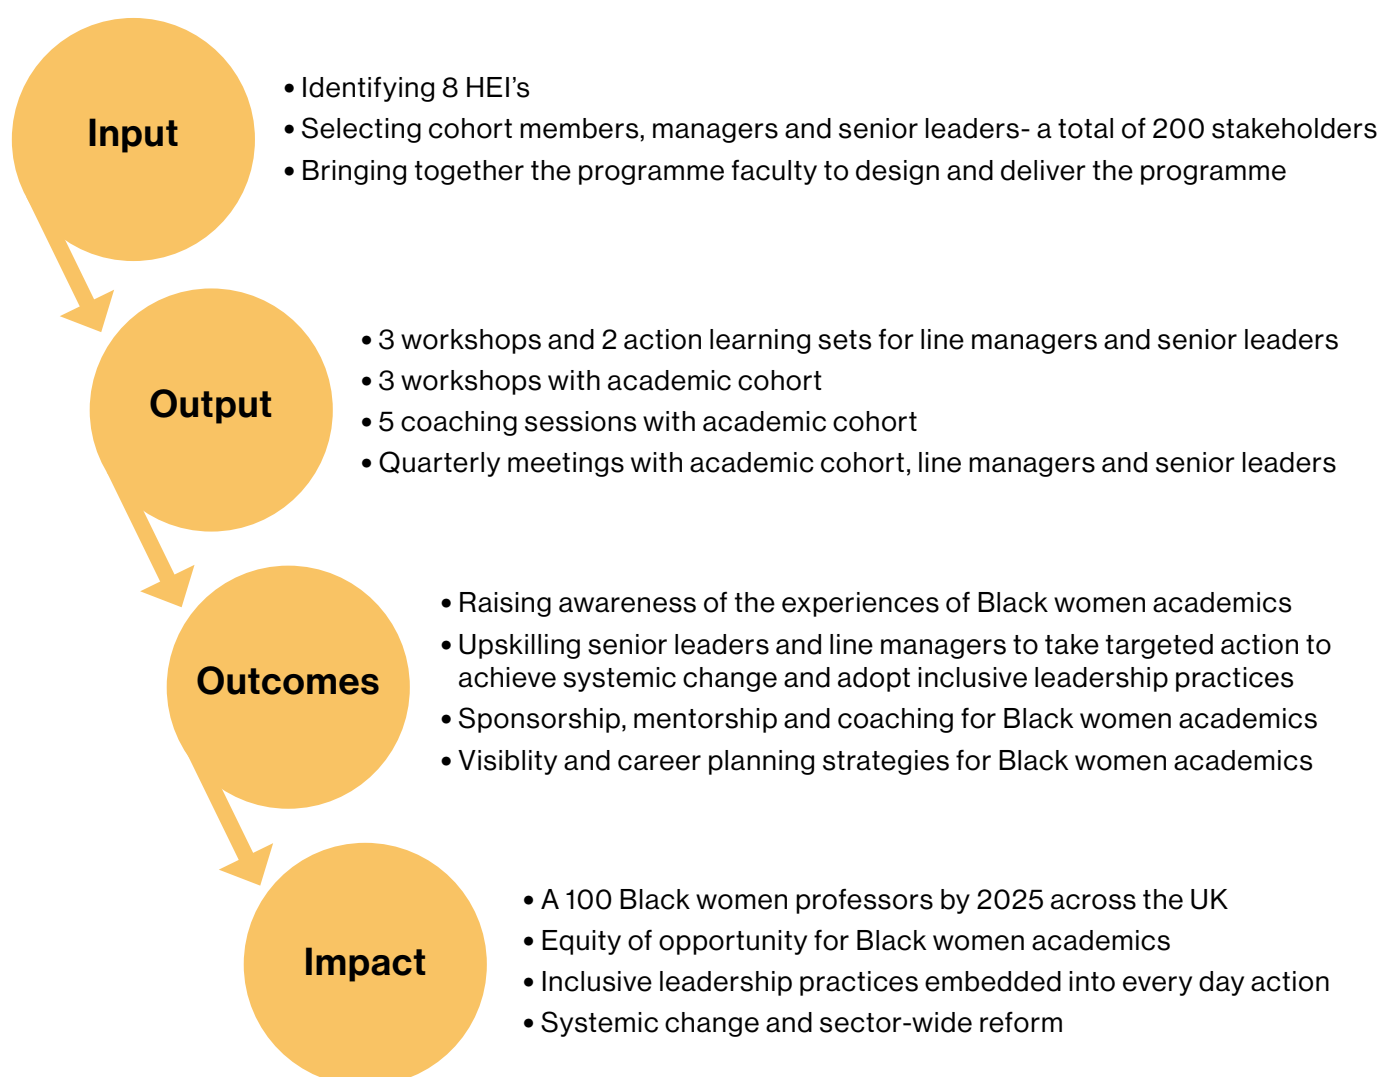 Input
• Identifying 8 HEI’s
• Selecting cohort members, managers and senior leaders- a total of 200 stakeholders
• Bringing together the programme faculty to design and deliver the programme
Output
• 3 workshops and 2 action learning sets for line managers and senior leaders
• 3 workshops with academic cohort
• 5 coaching sessions with academic cohort
• Quarterly meetings with academic cohort, line managers and senior leaders
Outcomes
• Raising awareness of the experiences of Black women academics
• Upskilling senior leaders and line managers to take targeted action to
achieve systemic change and adopt inclusive leadership practices
• Sponsorship, mentorship and coaching for Black women academics
• Visiblity and career planning strategies for Black women academics
Impact
• A 100 Black women professors by 2025 across the UK
• Equity of opportunity for Black women academics
• Inclusive leadership practices embedded into every day action
• Systemic change and sector-wide reform